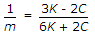 1/m = (3K - 2C)/(6K + 2C)